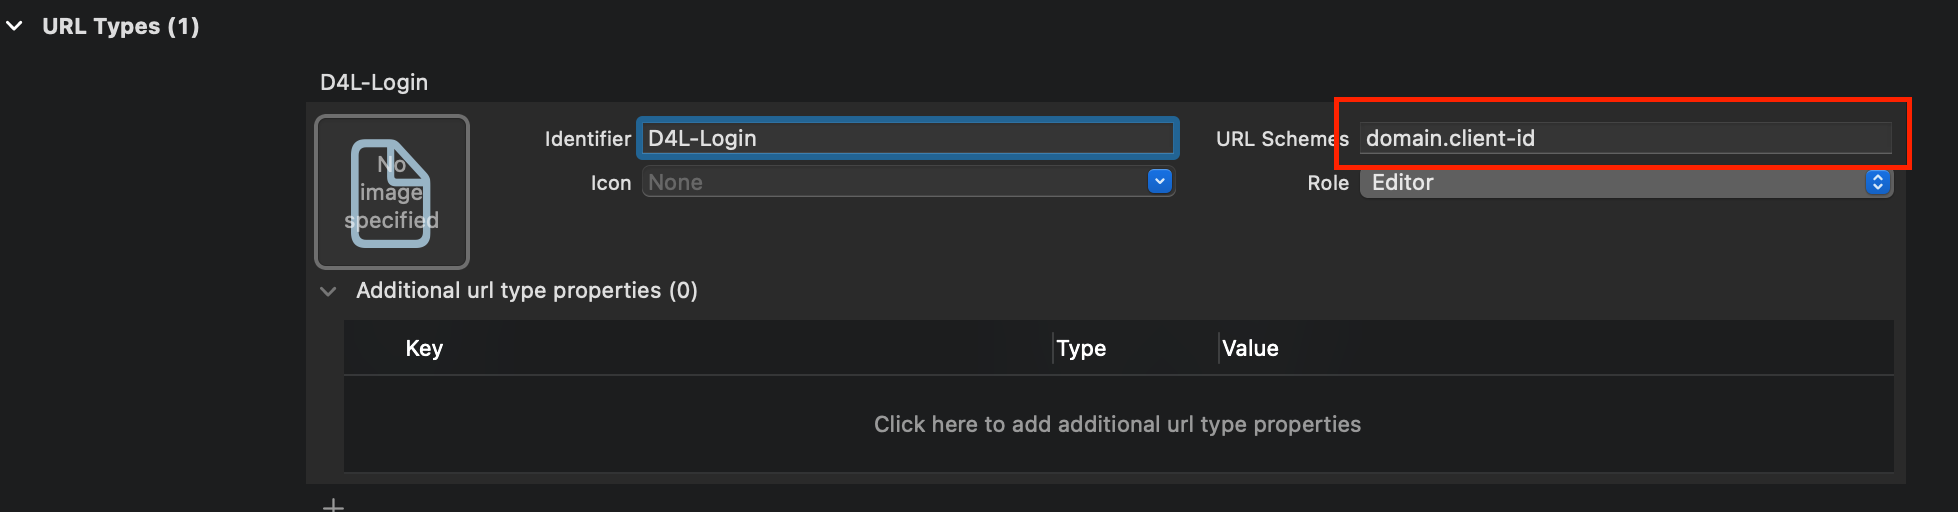 URL Types (1)
D4L-Login
No
image
specified
Identifier D4L-Login URL Schemes domain.client-id
Icon None Role Editor
Additional url type properties (0)
Key Type Value
Click here to add additional url type properties